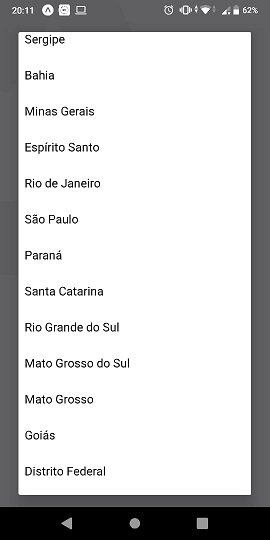 20:11
62%
Sergipe
Bahia
Minas Gerais
Espírito Santo
Rio de Janeiro
São Paulo
Paraná
Santa Catarina
Rio Grande do Sul
Mato Grosso do Sul
Mato Grosso
Goiás
Distrito Federal